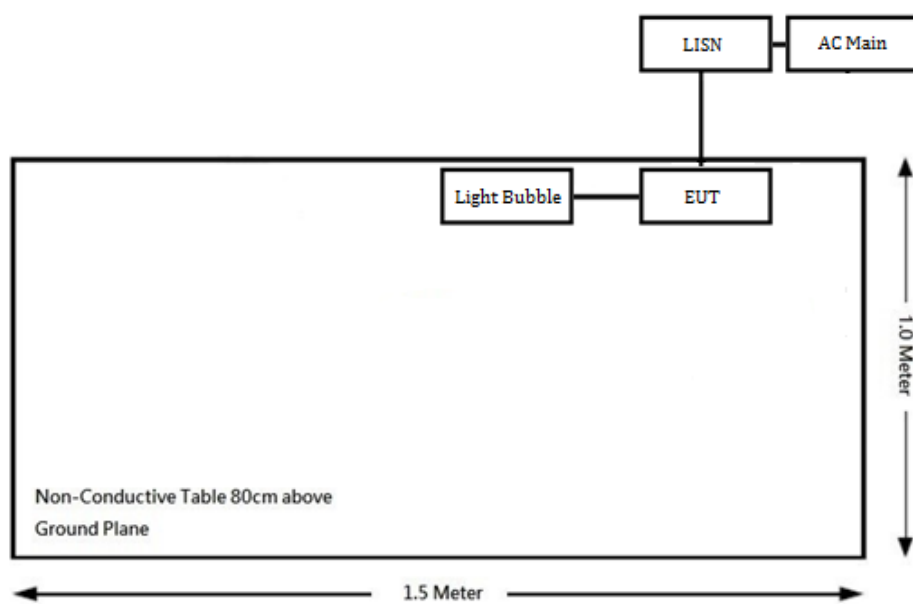 LISN
AC Main
Light Bubble
EUT
1.0 Meter
Non-Conductive Table 80cm above
Ground Plane
1.5 Meter